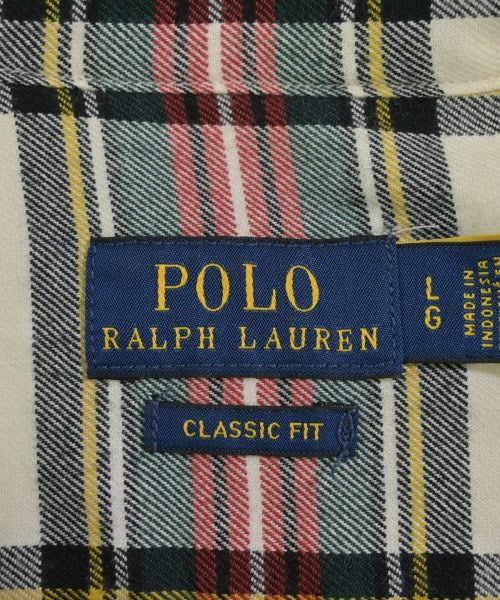 POLO
RALPH LAUREN
L
G
MADE IN
INDONESIA
CLASSIC FIT